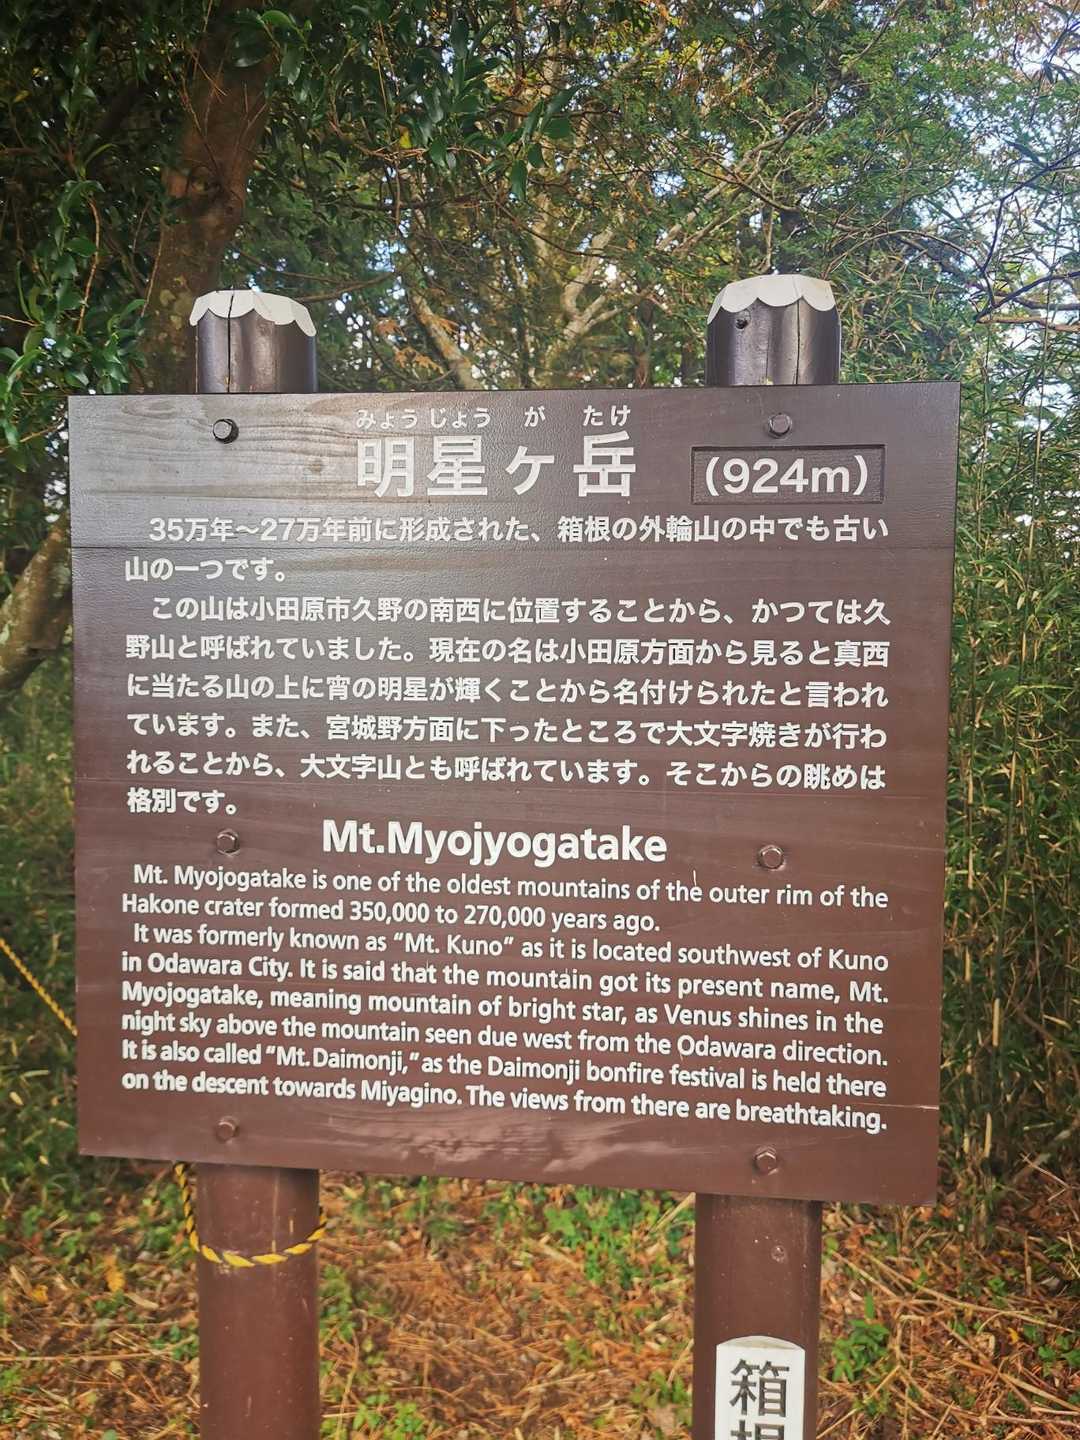 みょうじょう が たけ
明星ヶ岳 (924m)
35万年～27万年前に形成された、箱根の外輪山の中でも古い
山の一つです。
この山は小田原市久野の南西に位置することから、かつては久
野山と呼ばれていました。現在の名は小田原方面から見ると真西
に当たる山の上に宵の明星が輝くことから名付けられたと言われ
ています。また、宮城野方面に下ったところで大文字焼きが行わ
れることから、大文字山とも呼ばれています。そこからの眺めは
格別です。
Mt.Myojyogatake
Mt. Myojogatake is one of the oldest mountains of the outer rim of the
Hakone crater formed 350,000 to 270,000 years ago.
It was formerly known as “Mt. Kuno” as it is located southwest of Kuno
in Odawara City. It is said that the mountain got its present name, Mt.
Myojogatake, meaning mountain of bright star, as Venus shines in the
night sky above the mountain seen due west from the Odawara direction.
It is also called “Mt. Daimonji,” as the Daimonji bonfire festival is held there
on the descent towards Miyagino. The views from there are breathtaking.
箱